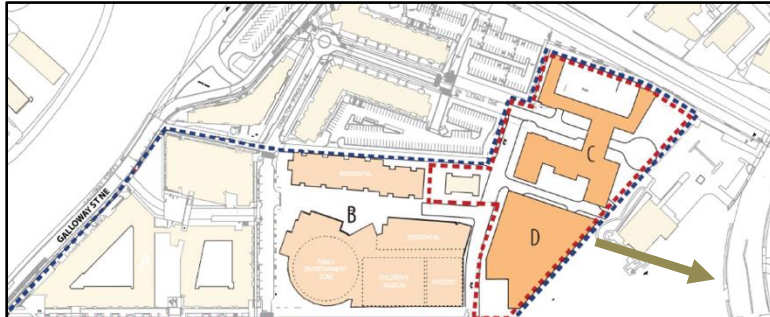 GALLOWAY ST NE
A
RESIDENTIAL
B
RESIDENTIAL
FAMILY
ENTERTAINMENT
ZONE
CHILDREN'S
MUSEUM
GROCERY
C
D